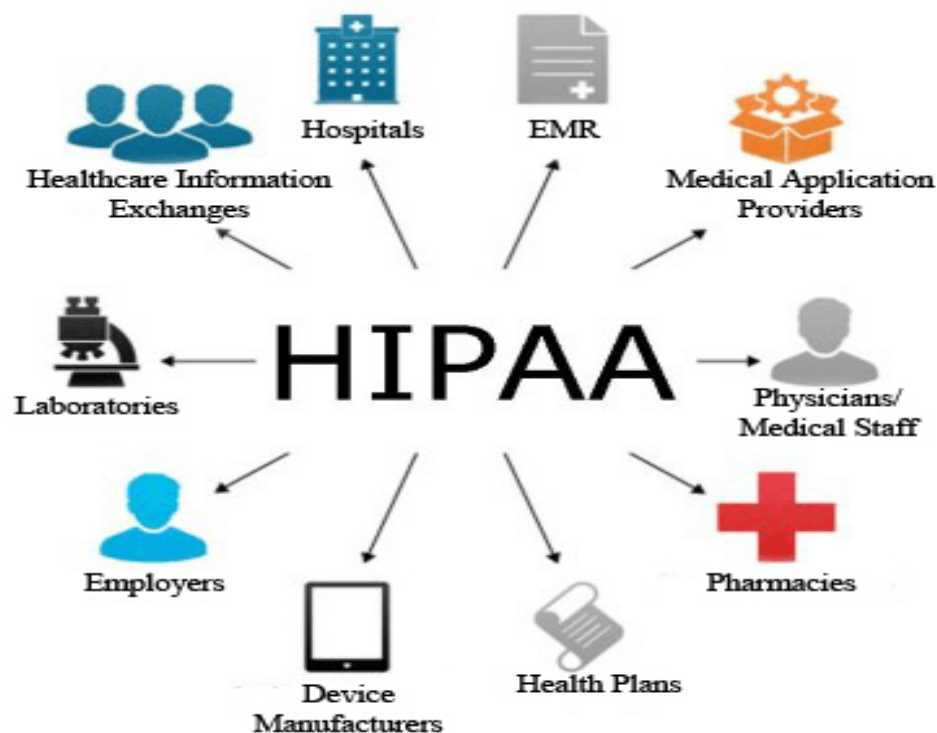 Hospitals
EMR
Healthcare Information
Exchanges
Medical Application
Providers
HIPAA
Laboratories
Physicians/
Medical Staff
Employers
Pharmacies
Device
Manufacturers
Health Plans